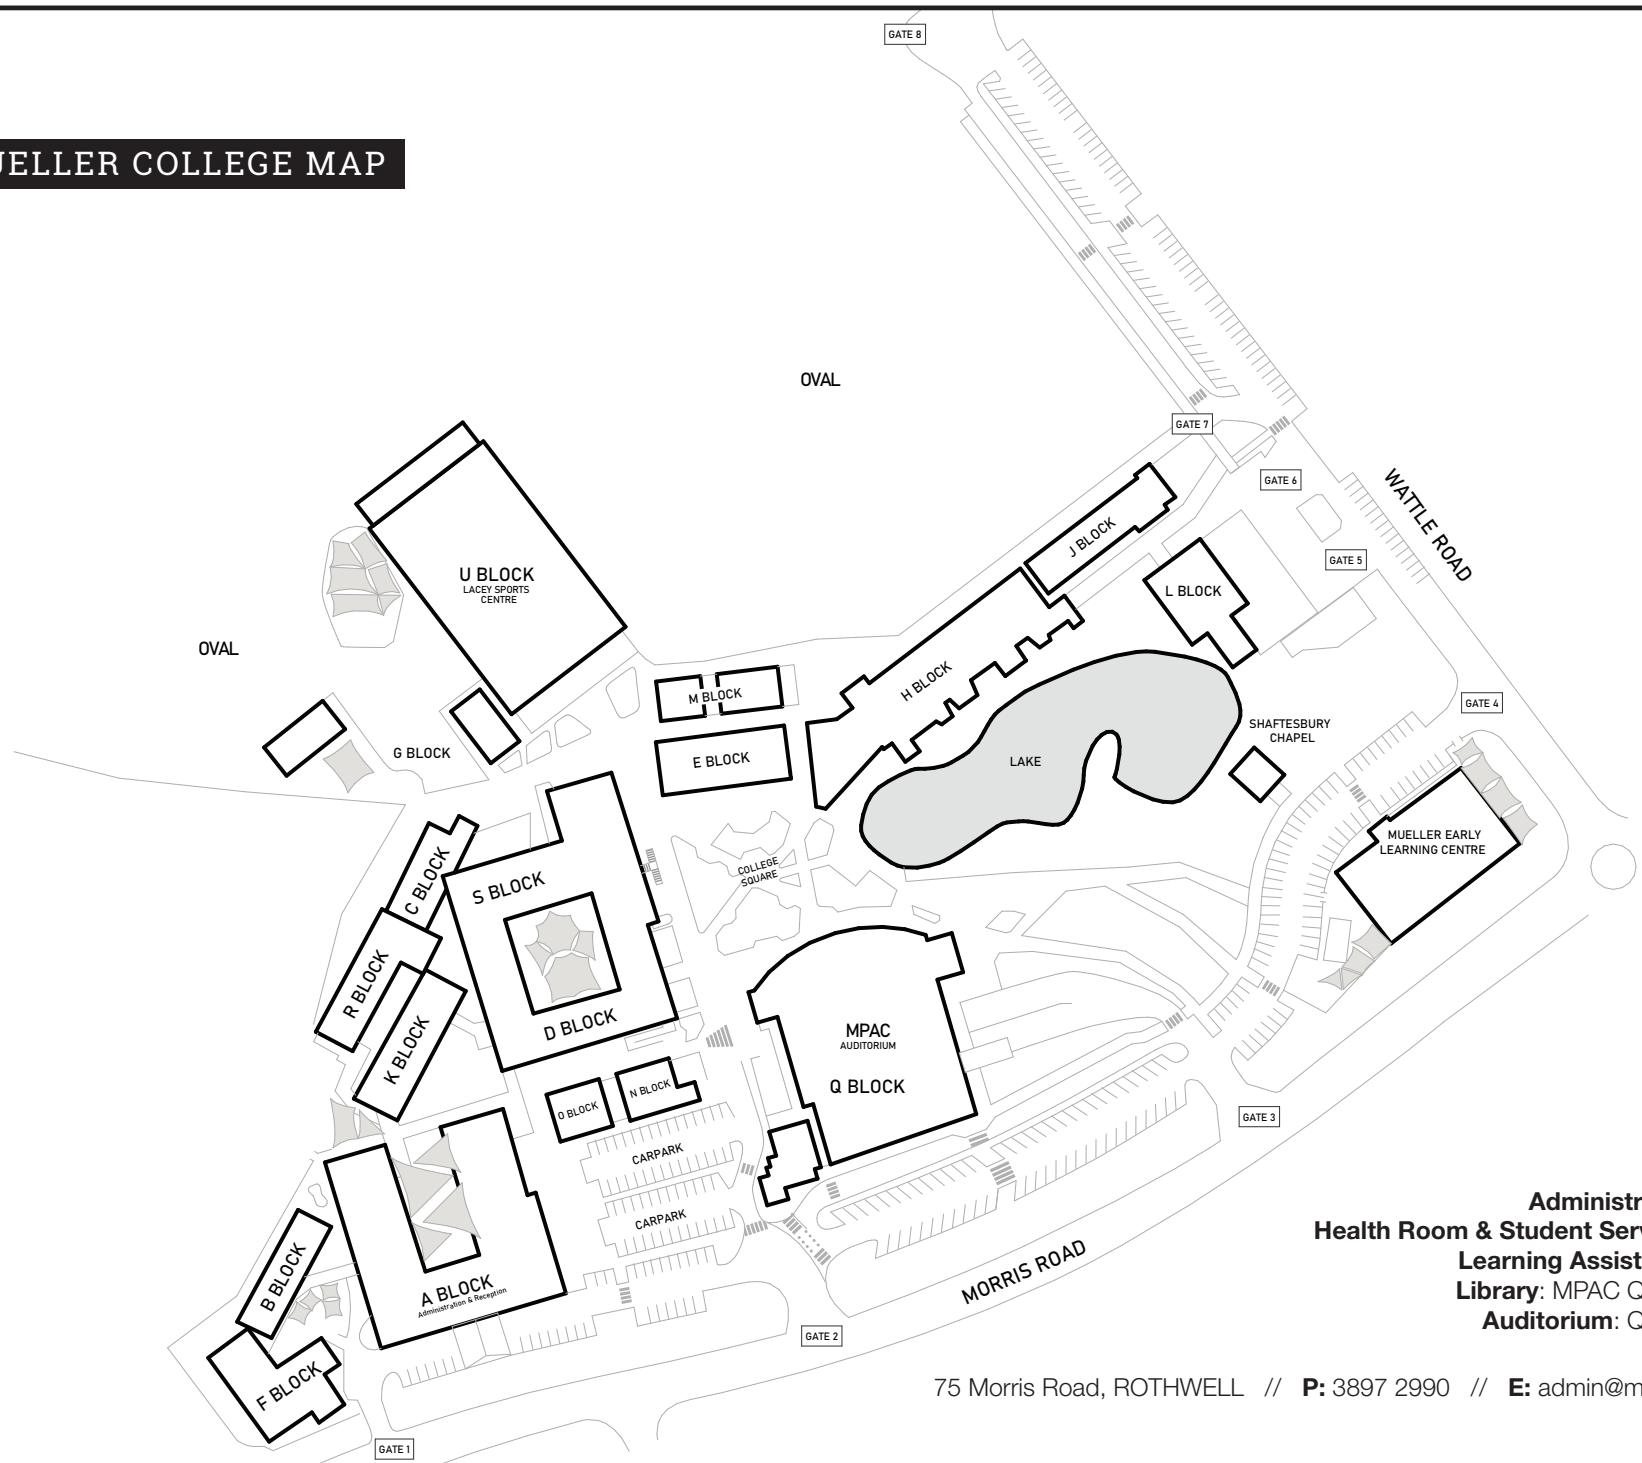 GATE 8
UELLER COLLEGE MAP
OVAL
GATE 7
GATE 6
WATTLE ROAD
J BLOCK
GATE 5
U BLOCK
LACEY SPORTS
CENTRE
L BLOCK
OVAL
H BLOCK
M BLOCK
GATE 4
SHAFTESBURY
CHAPEL
G BLOCK
E BLOCK
LAKE
MUELLER EARLY
LEARNING CENTRE
COLLEGE
SQUARE
C BLOCK
S BLOCK
R BLOCK
D BLOCK
MPAC
AUDITORIUM
K BLOCK
Q BLOCK
N BLOCK
O BLOCK
GATE 3
CARPARK
CARPARK
B BLOCK
A BLOCK
Administration & Reception
MORRIS ROAD
GATE 2
F BLOCK
GATE 1
Administr
Health Room & Student Serv
Learning Assist
Library: MPAC Q
Auditorium: Q
75 Morris Road, ROTHWELL // P: 3897 2990 // E: admin@m